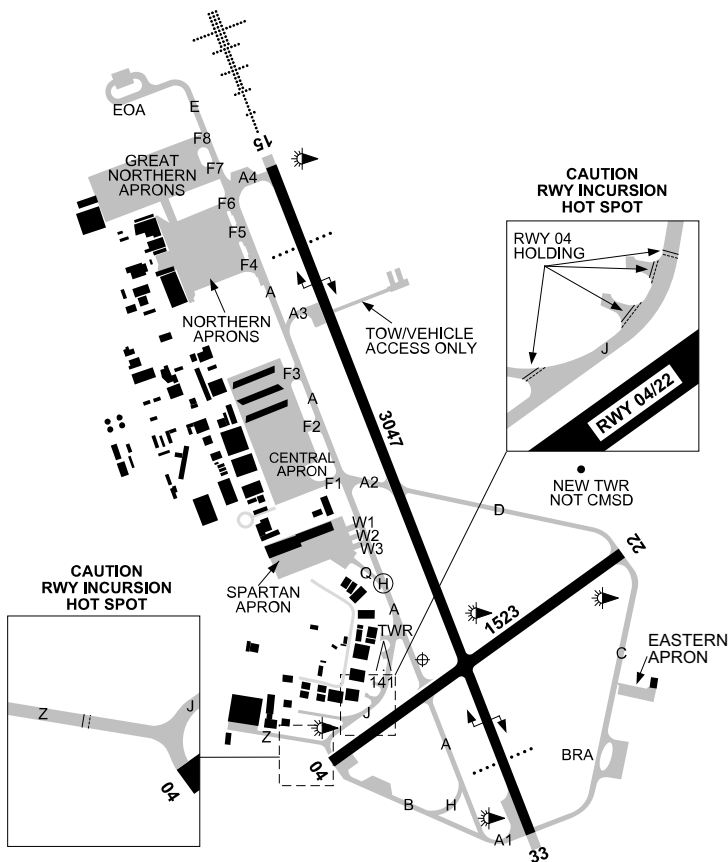 EOA
E
F8
15
GREAT
NORTHERN
APRONS
F7
A4
CAUTION
RWY INCURSION
HOT SPOT
F6
F5
RWY 04
HOLDING
F4
A
A3
NORTHERN
APRONS
TOW/VEHICLE
ACCESS ONLY
J
F3
A
3047
RWY 04/22
F2
CENTRAL
APRON
F1
A2
NEW TWR
NOT CMSD
D
W1
W2
W3
22
CAUTION
RWY INCURSION
HOT SPOT
SPARTAN
APRON
Q
H
A
1523
TWR
141
C
EASTERN
APRON
Z
J
J
Z
A
04
04
BRA
B
H
A1
33